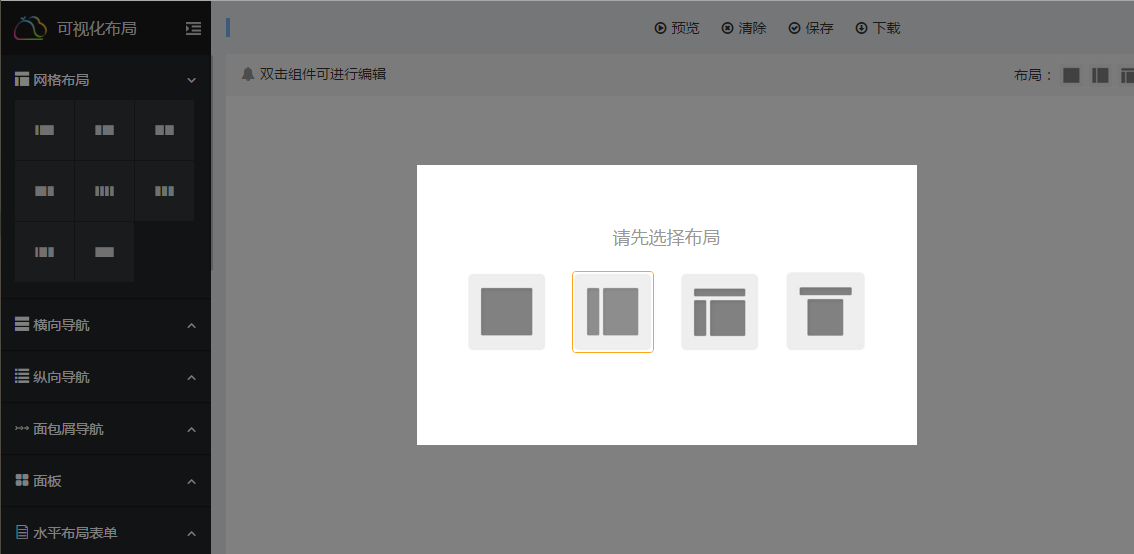 可视化布局
预览 清除 保存 下载
网格布局
双击组件可进行编辑
布局：
请先选择布局
横向导航
纵向导航
面包屑导航
面板
水平布局表单